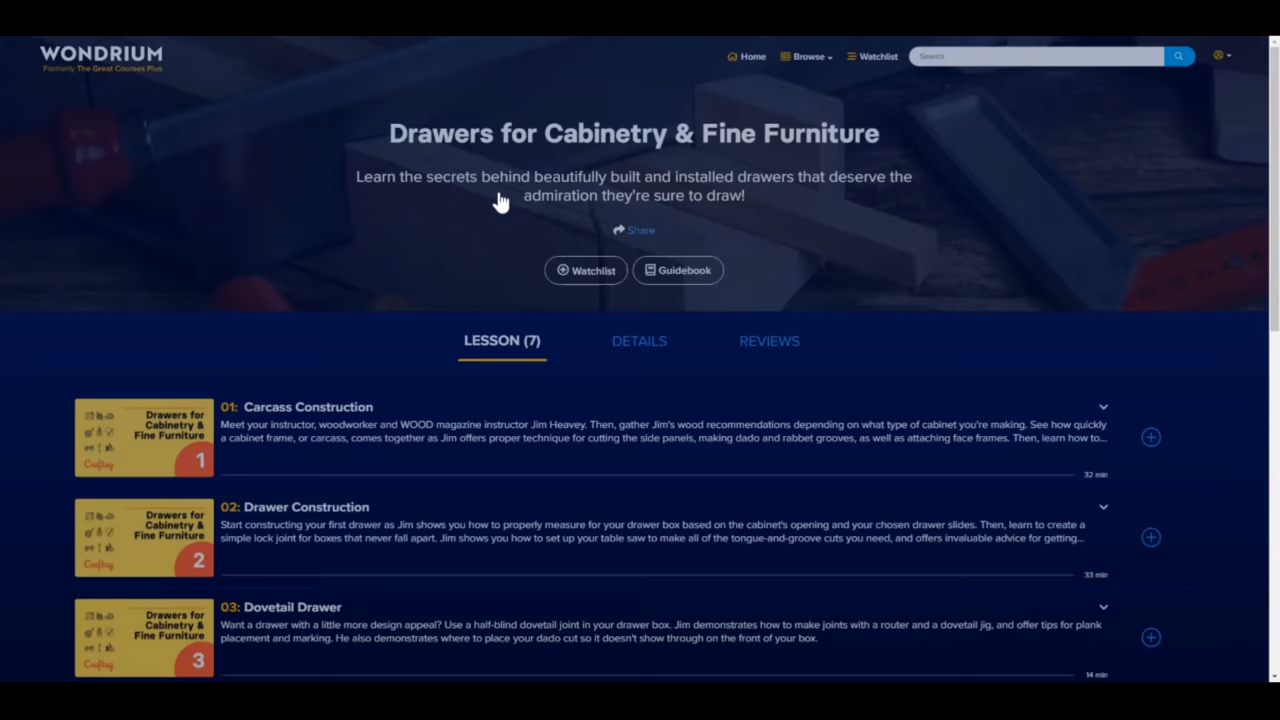 WONDRIUM
Formerly The Great Courses Plus
Home
Browse
Watchlist
Search
Drawers for Cabinetry & Fine Furniture
Learn the secrets behind beautifully built and installed drawers that deserve the
admiration they're sure to draw!
Share
Watchlist
Guidebook
LESSON (7)
DETAILS
REVIEWS
Drawers for
Cabinetry &
Fine Furniture
Craftsy
1
01: Carcass Construction
Meet your instructor, woodworker and WOOD magazine instructor Jim Heavey. Then, gather Jim's wood recommendations depending on what type of cabinet you're making. See how quickly
a cabinet frame, or carcass, comes together as Jim offers proper technique for cutting the side panels, making dado and rabbet grooves, as well as attaching face frames. Then, learn how to...
32 min
Drawers for
Cabinetry &
Fine Furniture
Craftsy
2
02: Drawer Construction
Start constructing your first drawer as Jim shows you how to properly measure for your drawer box based on the cabinet's opening and your chosen drawer slides. Then, learn to create a
simple lock joint for boxes that never fall apart. Jim shows you how to set up your table saw to make all of the tongue-and-groove cuts you need, and offers invaluable advice for getting...
33 min
Drawers for
Cabinetry &
Fine Furniture
Craftsy
3
03: Dovetail Drawer
Want a drawer with a little more design appeal? Use a half-blind dovetail joint in your drawer box. Jim demonstrates how to make joints with a router and a dovetail jig, and offer tips for plank
placement and marking. He also demonstrates where to place your dado cut so it doesn't show through on the front of your box.
14 min